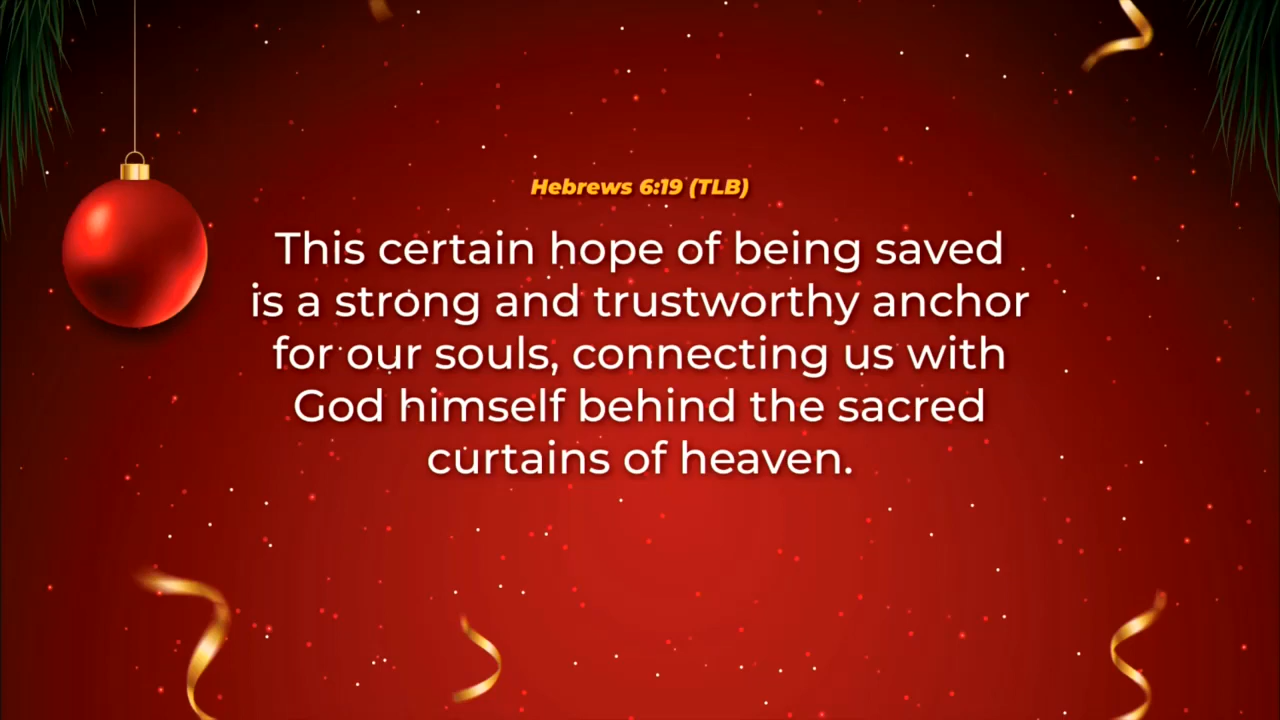 Hebrews 6:19 (TLB)
This certain hope of being saved
is a strong and trustworthy anchor
for our souls, connecting us with
God himself behind the sacred
curtains of heaven.